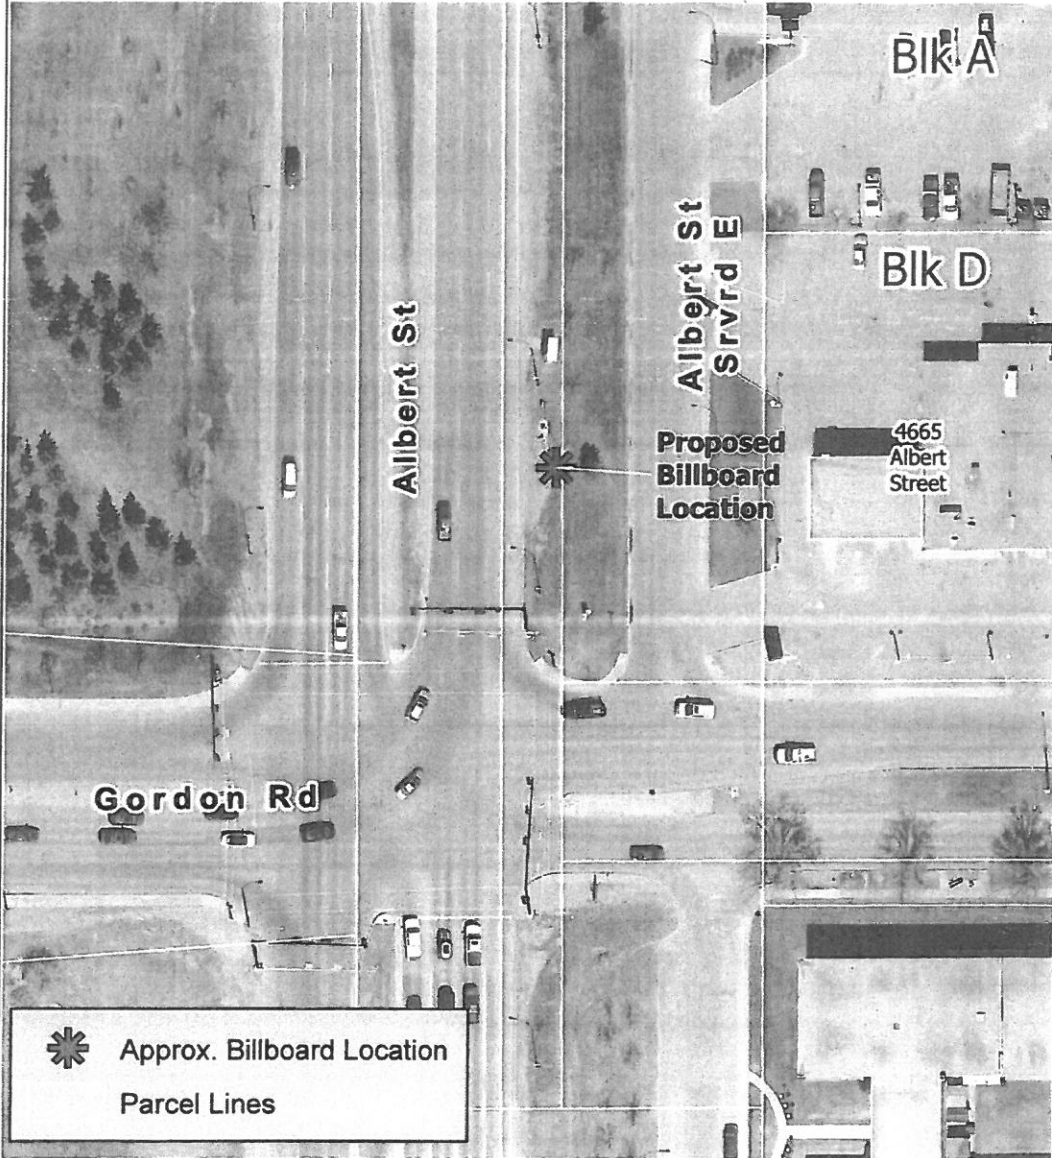 Blk A
Albert St
Srvrd E
Blk D
Albert St
Proposed
Billboard
Location
4665
Albert
Street
Gordon Rd
Approx. Billboard Location
Parcel Lines